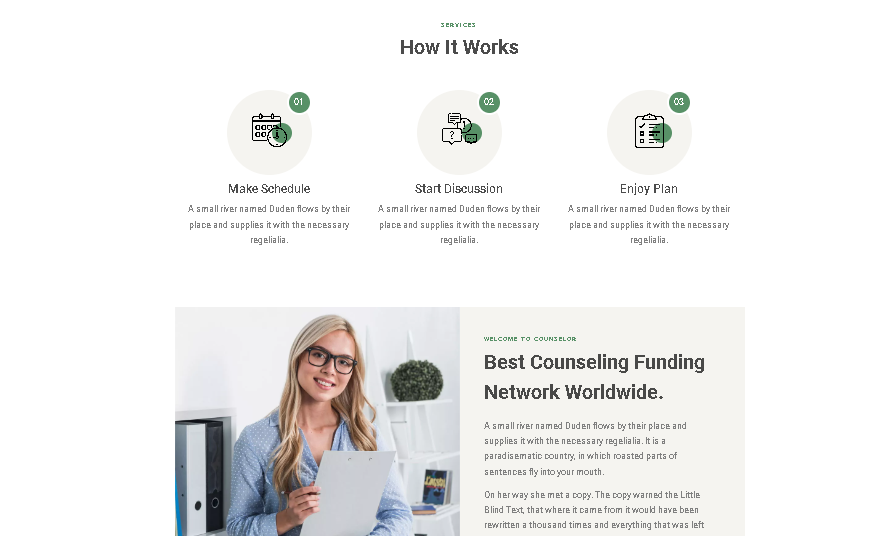 SERVICES
How It Works
01
02
03
Make Schedule
Start Discussion
Enjoy Plan
A small river named Duden flows by their
place and supplies it with the necessary
regelialia.
A small river named Duden flows by their
place and supplies it with the necessary
regelialia.
A small river named Duden flows by their
place and supplies it with the necessary
regelialia.
WELCOME TO COUNSELOR
Best Counseling Funding
Network Worldwide.
A small river named Duden flows by their place and
supplies it with the necessary regelialia. It is a
paradisematic country, in which roasted parts of
sentences fly into your mouth.
On her way she met a copy. The copy warned the Little
Blind Text, that where it came from it would have been
rewritten a thousand times and everything that was left